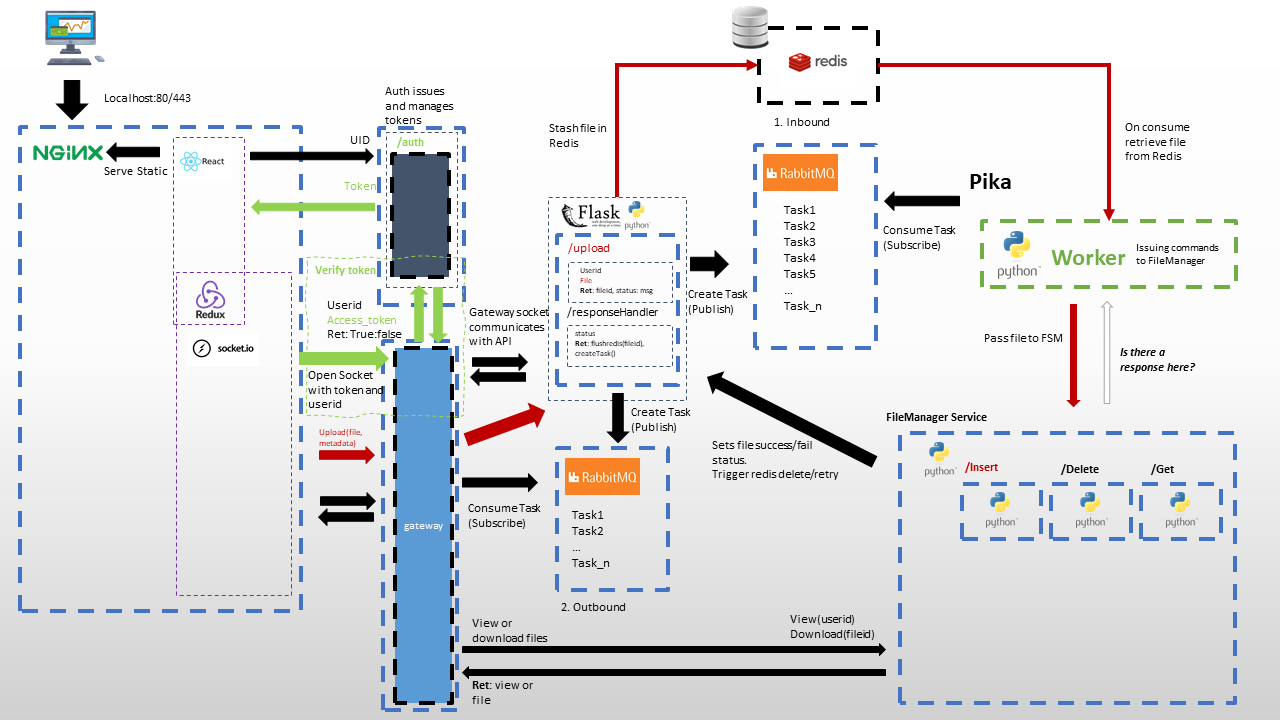 Localhost:80/443
NGINX
Serve Static
React
Redux
socket.io
UID
Token
Auth issues
and manages
tokens
/auth
Verify token
Userid
Access_token
Ret: True:false
Open Socket
with token and
userid
Upload(file,
metadata)
gateway
Gateway socket
communicates
with API
Consume Task
(Subscribe)
View or
download files
Ret: view or
file
Stash file in
Redis
Flask
web development,
one drop at a time
python
/upload
Userid
File
Ret: fileid, status: msg
/responseHandler
status
Ret: flushredis(fileid),
createTask()
Create Task
(Publish)
RabbitMQ
Task1
Task2
...
Task_n
2. Outbound
Create Task
(Publish)
redis
1. Inbound
RabbitMQ
Task1
Task2
Task3
Task4
Task5
...
Task_n
Pika
Consume Task
(Subscribe)
On consume
retrieve file
from Redis
python
Worker
Issuing commands
to FileManager
Pass file to FSM
Is there a
response here?
Sets file success/fail
status.
Trigger redis delete/retry
FileManager Service
python
/Insert
/Delete
/Get
python
python
python
View(userid)
Download(fileid)